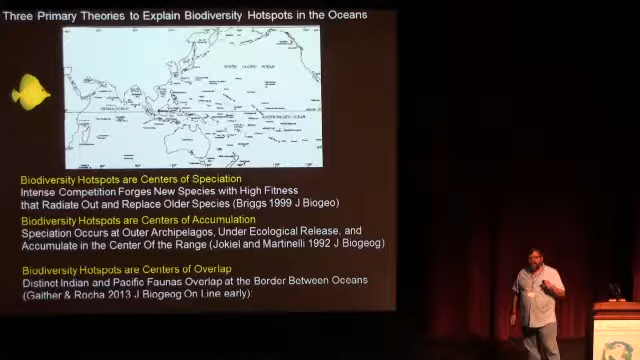 Three Primary Theories to Explain Biodiversity Hotspots in the Oceans
Biodiversity Hotspots are Centers of Speciation
Intense Competition Forges New Species with High Fitness
that Radiate Out and Replace Older Species (Briggs 1999 J Biogeo)
Biodiversity Hotspots are Centers of Accumulation
Speciation Occurs at Outer Archipelagos, Under Ecological Release, and
Accumulate in the Center Of the Range (Jokiel and Martinelli 1992 J Biogeog)
Biodiversity Hotspots are Centers of Overlap
Distinct Indian and Pacific Faunas Overlap at the Border Between Oceans
(Gaither & Rocha 2013 J Biogeog On Line early):